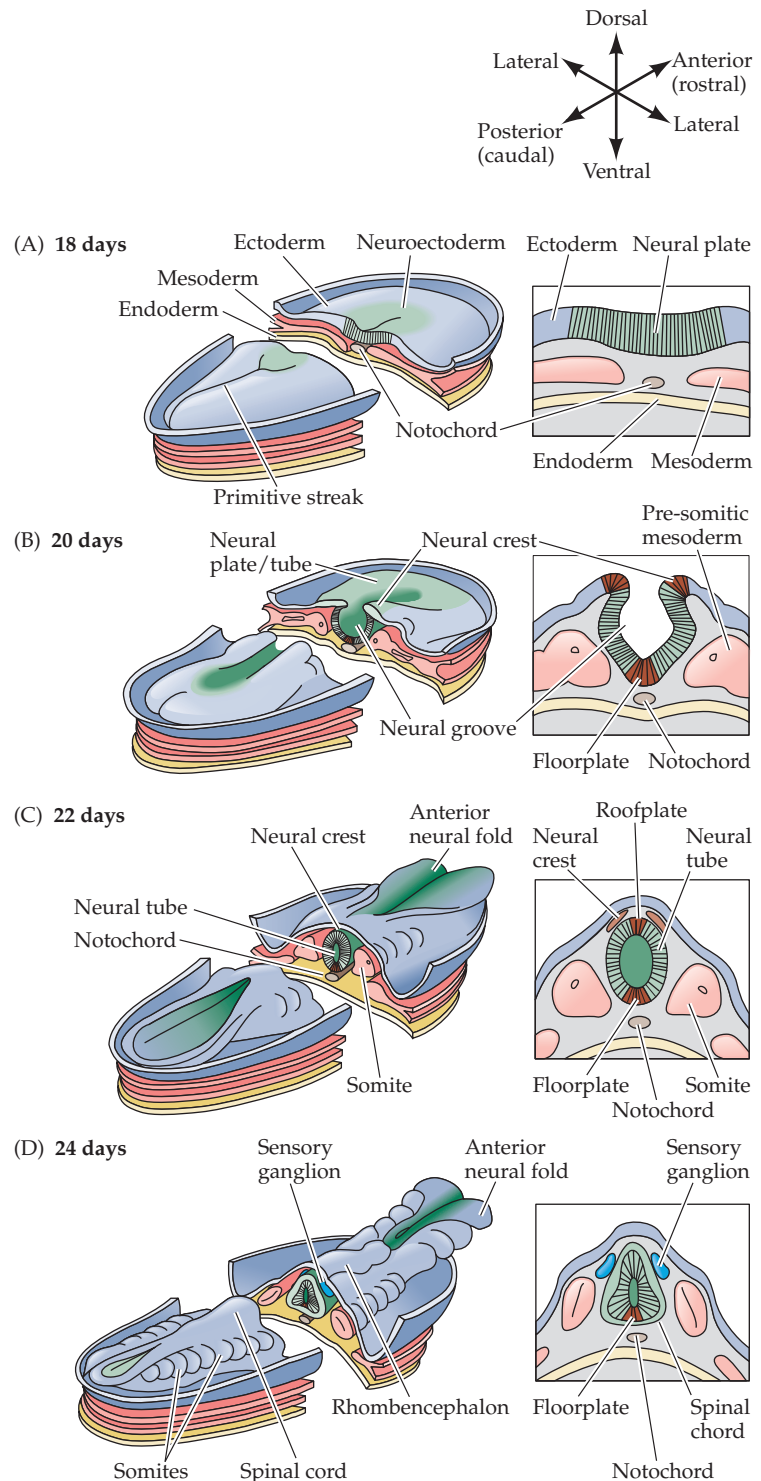 Dorsal
Lateral
Anterior
(rostral)
Posterior
(caudal)
Lateral
Ventral
(A) 18 days
Ectoderm
Neuroectoderm
Mesoderm
Endoderm
Notochord
Primitive streak
Ectoderm
Neural plate
Endoderm
Mesoderm
(B) 20 days
Neural
plate/tube
Neural crest
Pre-somitic
mesoderm
Neural groove
Floorplate
Notochord
(C) 22 days
Neural crest
Anterior
neural fold
Neural tube
Notochord
Somite
Roofplate
Neural
crest
Neural
tube
Floorplate
Somite
Notochord
(D) 24 days
Sensory
ganglion
Anterior
neural fold
Rhombencephalon
Somites
Spinal cord
Sensory
ganglion
Floorplate
Spinal
chord
Notochord